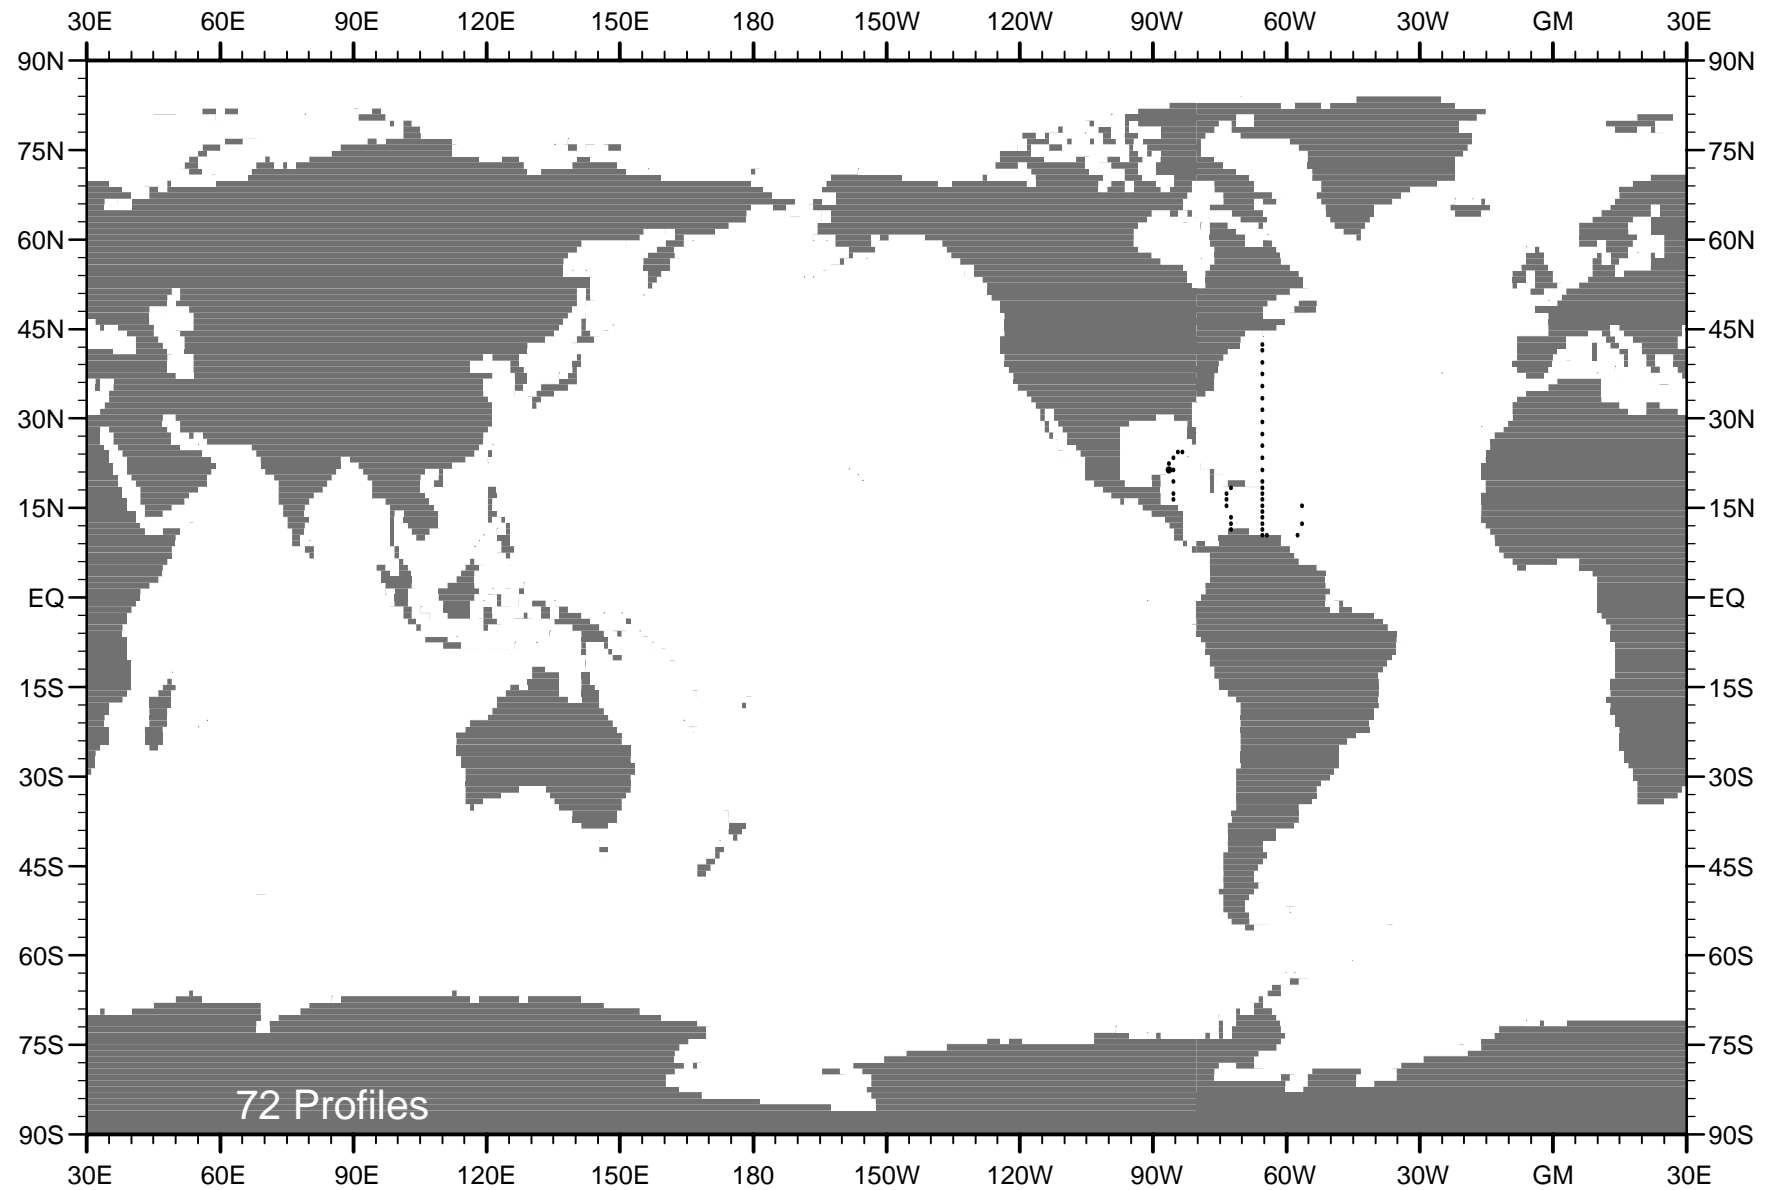 30E 60E 90E 120E 150E 180 150W 120W 90W 60W 30W GM 30E
90N 90N
75N 75N
60N 60N
45N 45N
30N 30N
15N 15N
EQ EQ
15S 15S
30S 30S
45S 45S
60S 60S
75S 75S
72 Profiles
90S 90S
30E 60E 90E 120E 150E 180 150W 120W 90W 60W 30W GM 30E